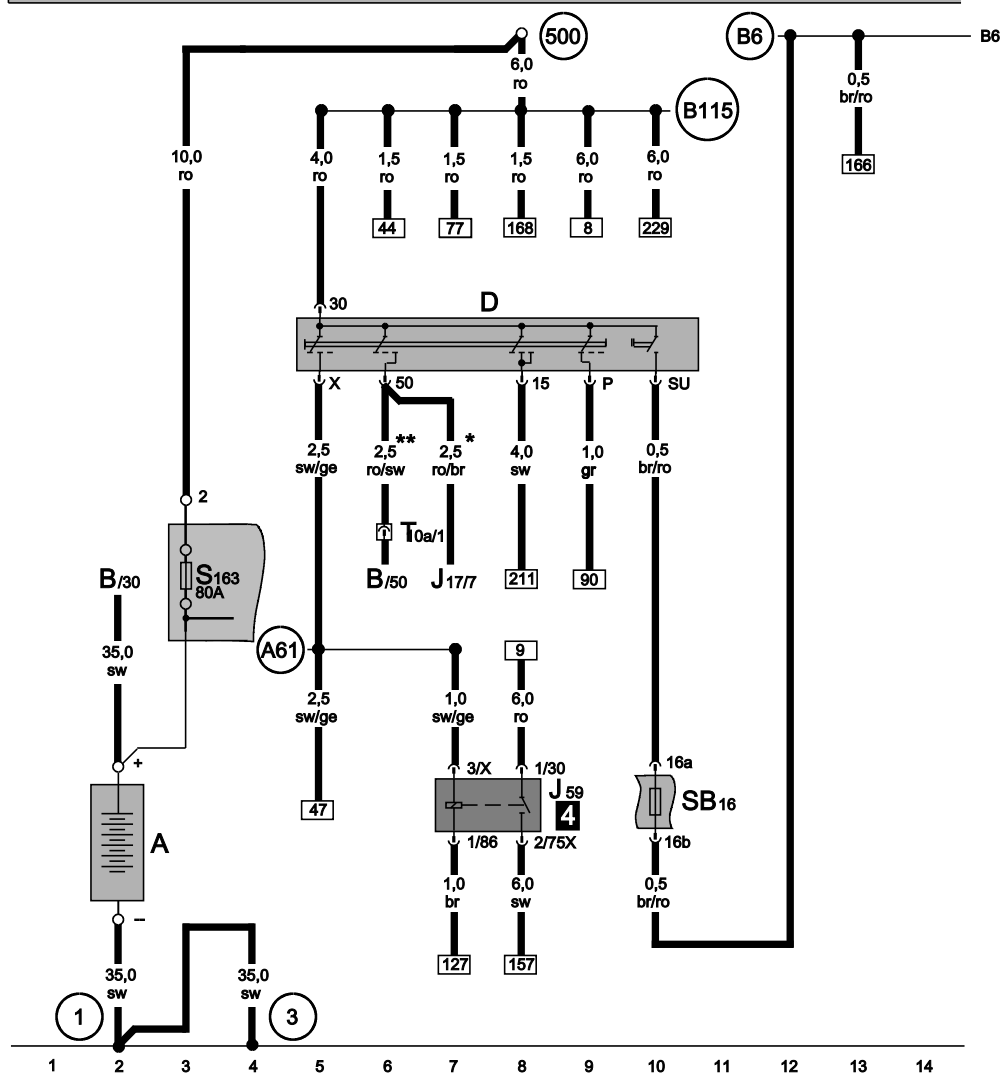 500
B6
B6
6,0
ro
0,5
br/ro
166
B115
10,0
ro
4,0
ro
1,5
ro
1,5
ro
1,5
ro
6,0
ro
6,0
ro
44
77
168
8
229
30
D
X
50
15
P
SU
2,5
sw/ge
2,5 **
ro/sw
2,5 *
ro/br
4,0
sw
1,0
gr
0,5
br/ro
2
T10a/1
B/30
S163
80A
B/50
J17/7
211
90
35,0
sw
A61
9
2,5
sw/ge
1,0
sw/ge
6,0
ro
+
3/X
1/30
16a
47
J59
4
SB16
A
1/86
2/75X
16b
1,0
br
6,0
sw
0,5
br/ro
–
127
157
35,0
sw
35,0
sw
1
3
1 2 3 4 5 6 7 8 9 10 11 12 13 14